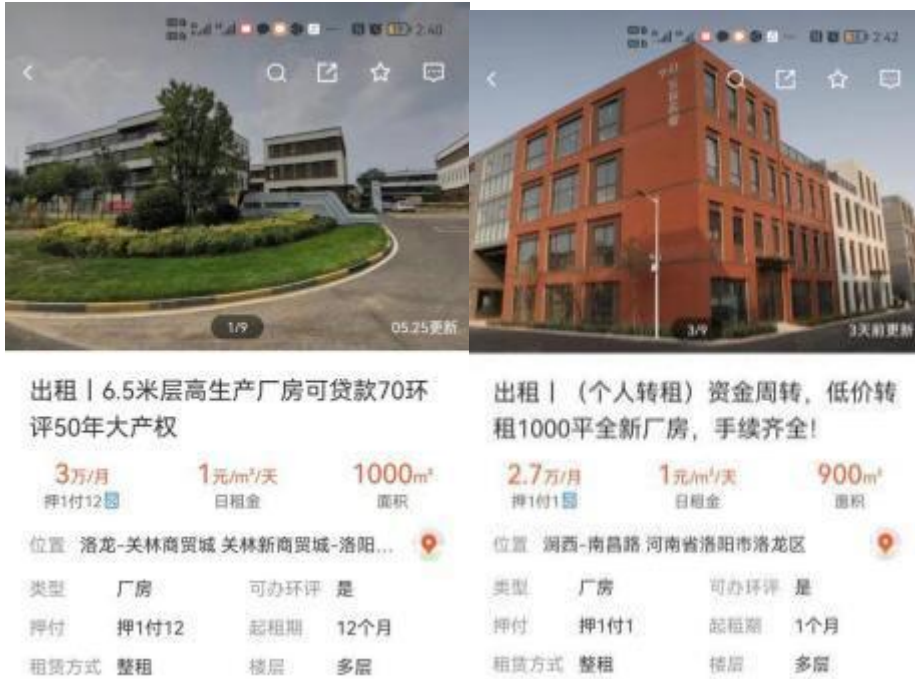 2:40
1/9
05.25更新
出租丨6.5米层高生产厂房可贷款70环
评50年大产权
3万/月
1元/m²/天
1000m²
押1付12
日租金
面积
位置 洛龙-关林商贸城 关林新商贸城-洛阳...
类型 厂房
可办环评 是
押付 押1付12
起租期 12个月
租赁方式 整租
楼层 多层
2:42
3/9
3天前更新
出租丨（个人转租）资金周转，低价转
租1000平全新厂房，手续齐全!
2.7万/月
1元/m²/天
900m²
押1付1
日租金
面积
位置 涧西-南昌路 河南省洛阳市洛龙区
类型 厂房
可办环评 是
押付 押1付1
起租期 1个月
租赁方式 整租
楼层 多层